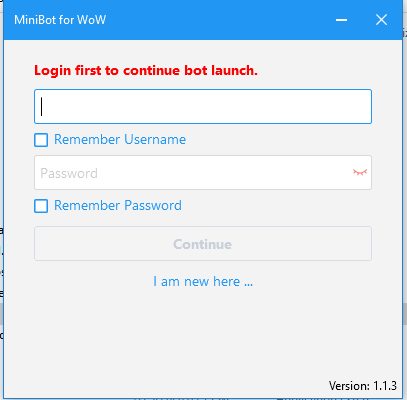 MiniBot for WoW
Login first to continue bot launch.
Remember Username
Password
Remember Password
Continue
I am new here ...
Version: 1.1.3